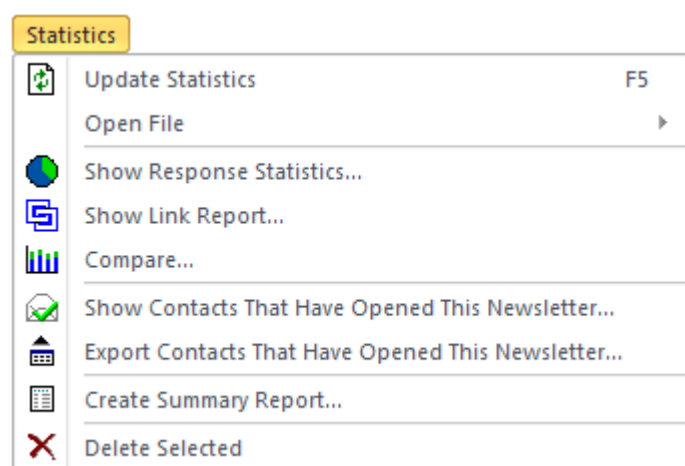 Statistics
Update Statistics F5
Open File
Show Response Statistics...
Show Link Report...
Compare...
Show Contacts That Have Opened This Newsletter...
Export Contacts That Have Opened This Newsletter...
Create Summary Report...
Delete Selected